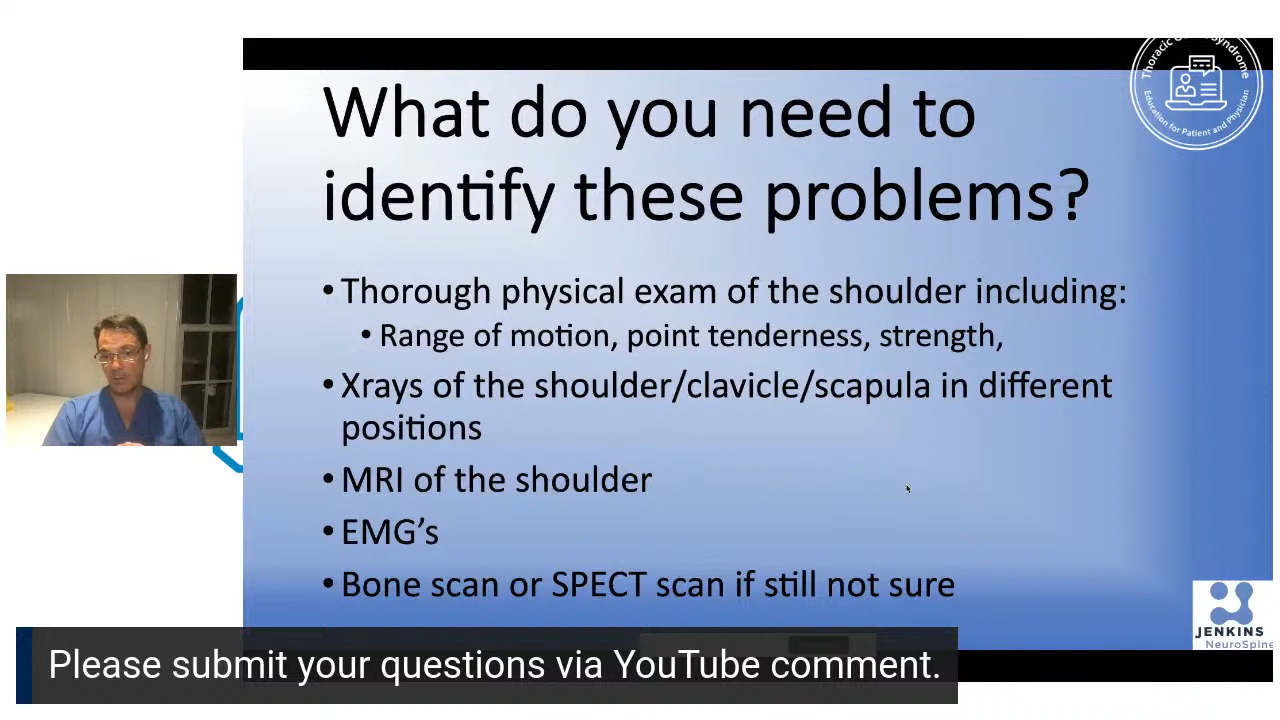 Thoracic Syndrome
Education for Patient and Physician
What do you need to
identify these problems?
• Thorough physical exam of the shoulder including:
• Range of motion, point tenderness, strength,
• Xrays of the shoulder/clavicle/scapula in different
positions
• MRI of the shoulder
• EMG's
• Bone scan or SPECT scan if still not sure
JENKINS
NeuroSpine
Please submit your questions via YouTube comment.